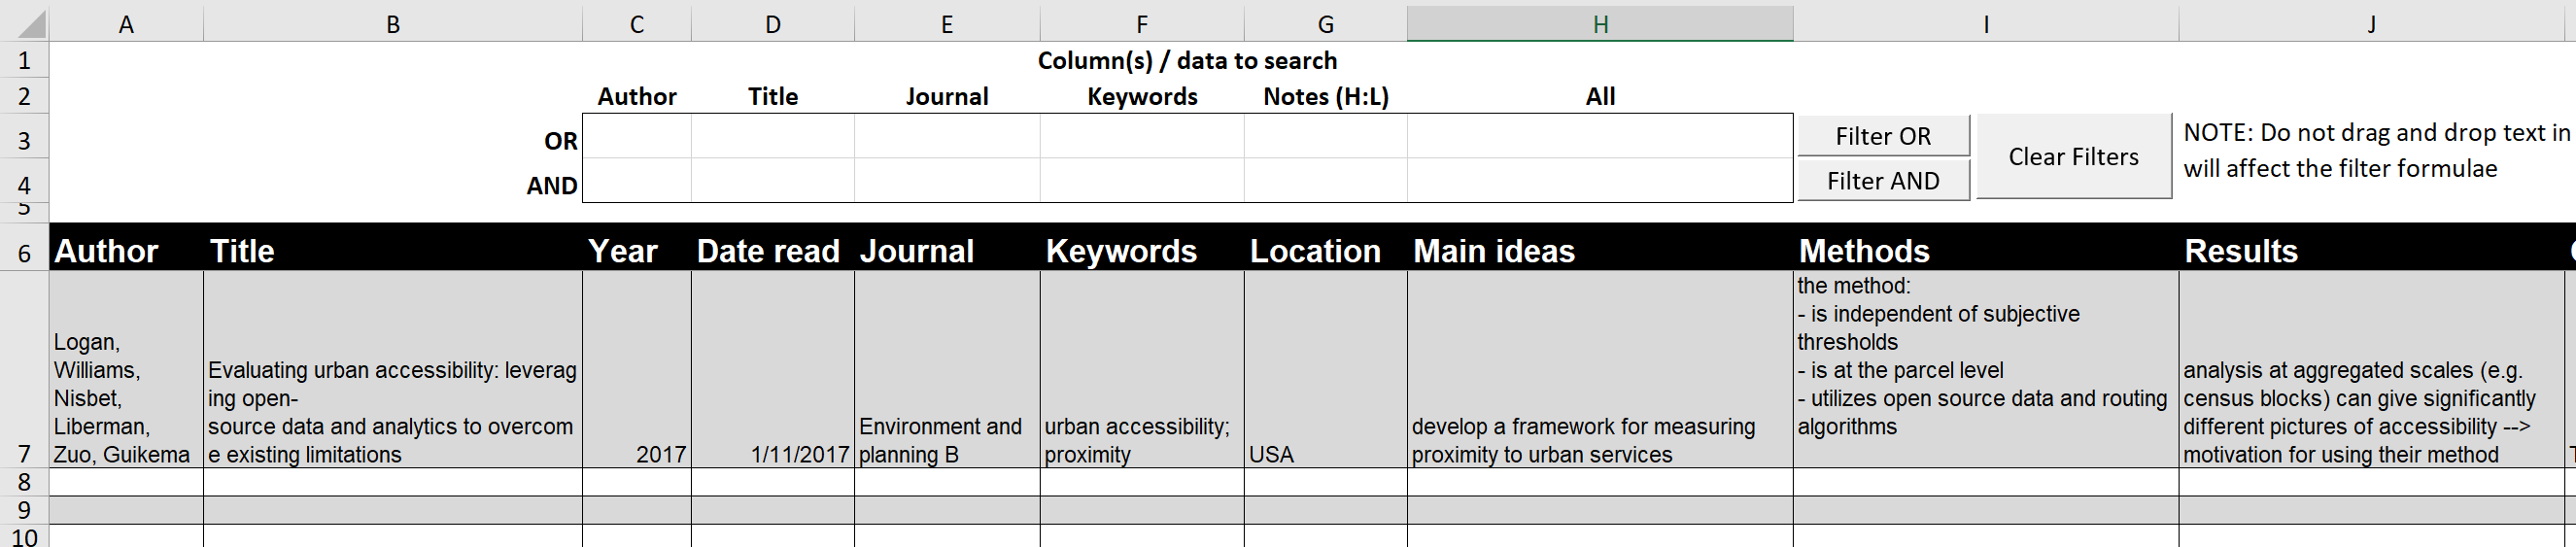 A B C D E F G H I J
1 Column(s) / data to search
2 Author Title Journal Keywords Notes (H:L) All
3 OR Filter OR Clear Filters NOTE: Do not drag and drop text in
4 AND Filter AND will affect the filter formulae
5
6 Author Title Year Date read Journal Keywords Location Main ideas Methods Results
the method:
- is independent of subjective
Logan, thresholds
Williams, Evaluating urban accessibility: leverag - is at the parcel level analysis at aggregated scales (e.g.
Nisbet, ing open- - utilizes open source data and routing census blocks) can give significantly
Liberman, source data and analytics to overcom Environment and urban accessibility; develop a framework for measuring algorithms different pictures of accessibility -->
7 Zuo, Guikema e existing limitations 2017 1/11/2017 planning B proximity USA proximity to urban services motivation for using their method
8
9
10